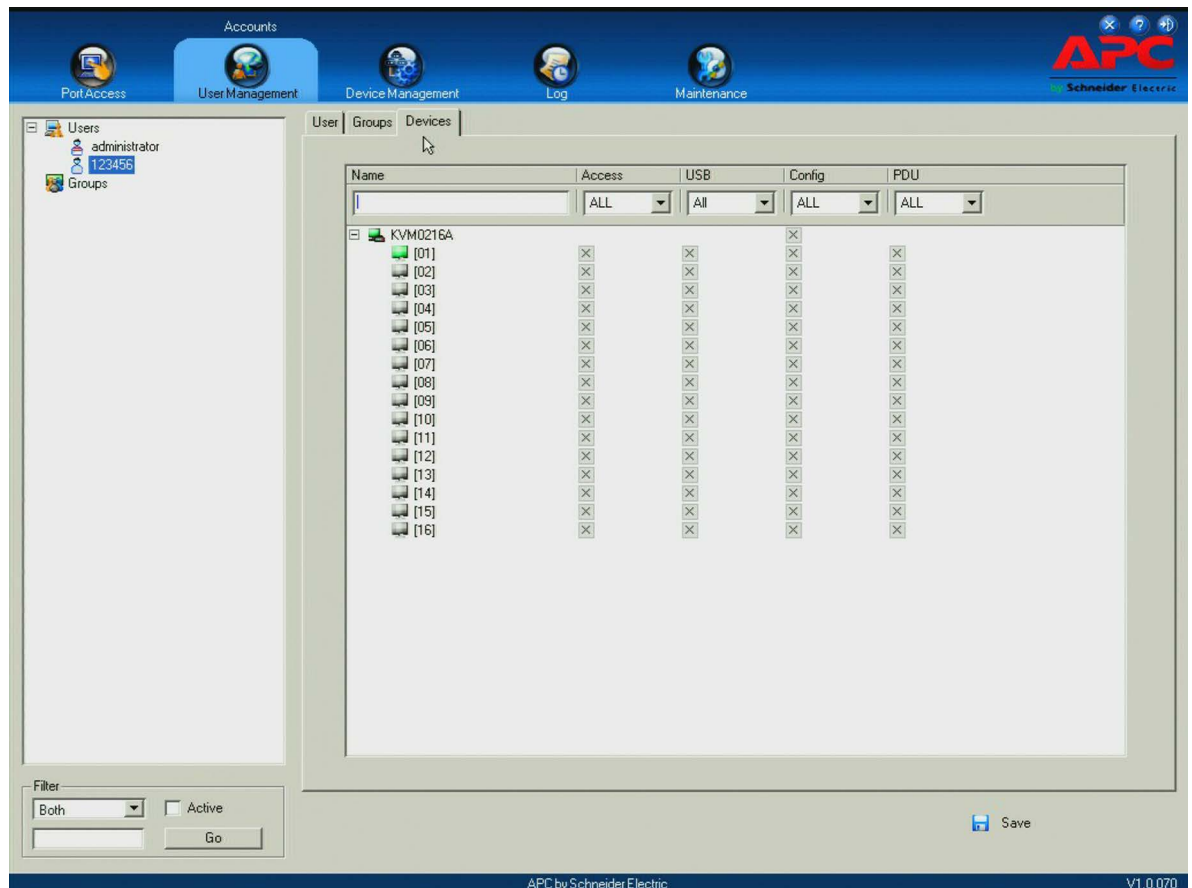 Accounts
Port Access User Management Device Management Log Maintenance
APC
by Schneider Electric
Users
administrator
123456
Groups
User Groups Devices
Name Access USB Config PDU
ALL All ALL ALL
KVM0216A
[01]
[02]
[03]
[04]
[05]
[06]
[07]
[08]
[09]
[10]
[11]
[12]
[13]
[14]
[15]
[16]
Filter
Both Active
Go
Save
APC by Schneider Electric V1.0.070